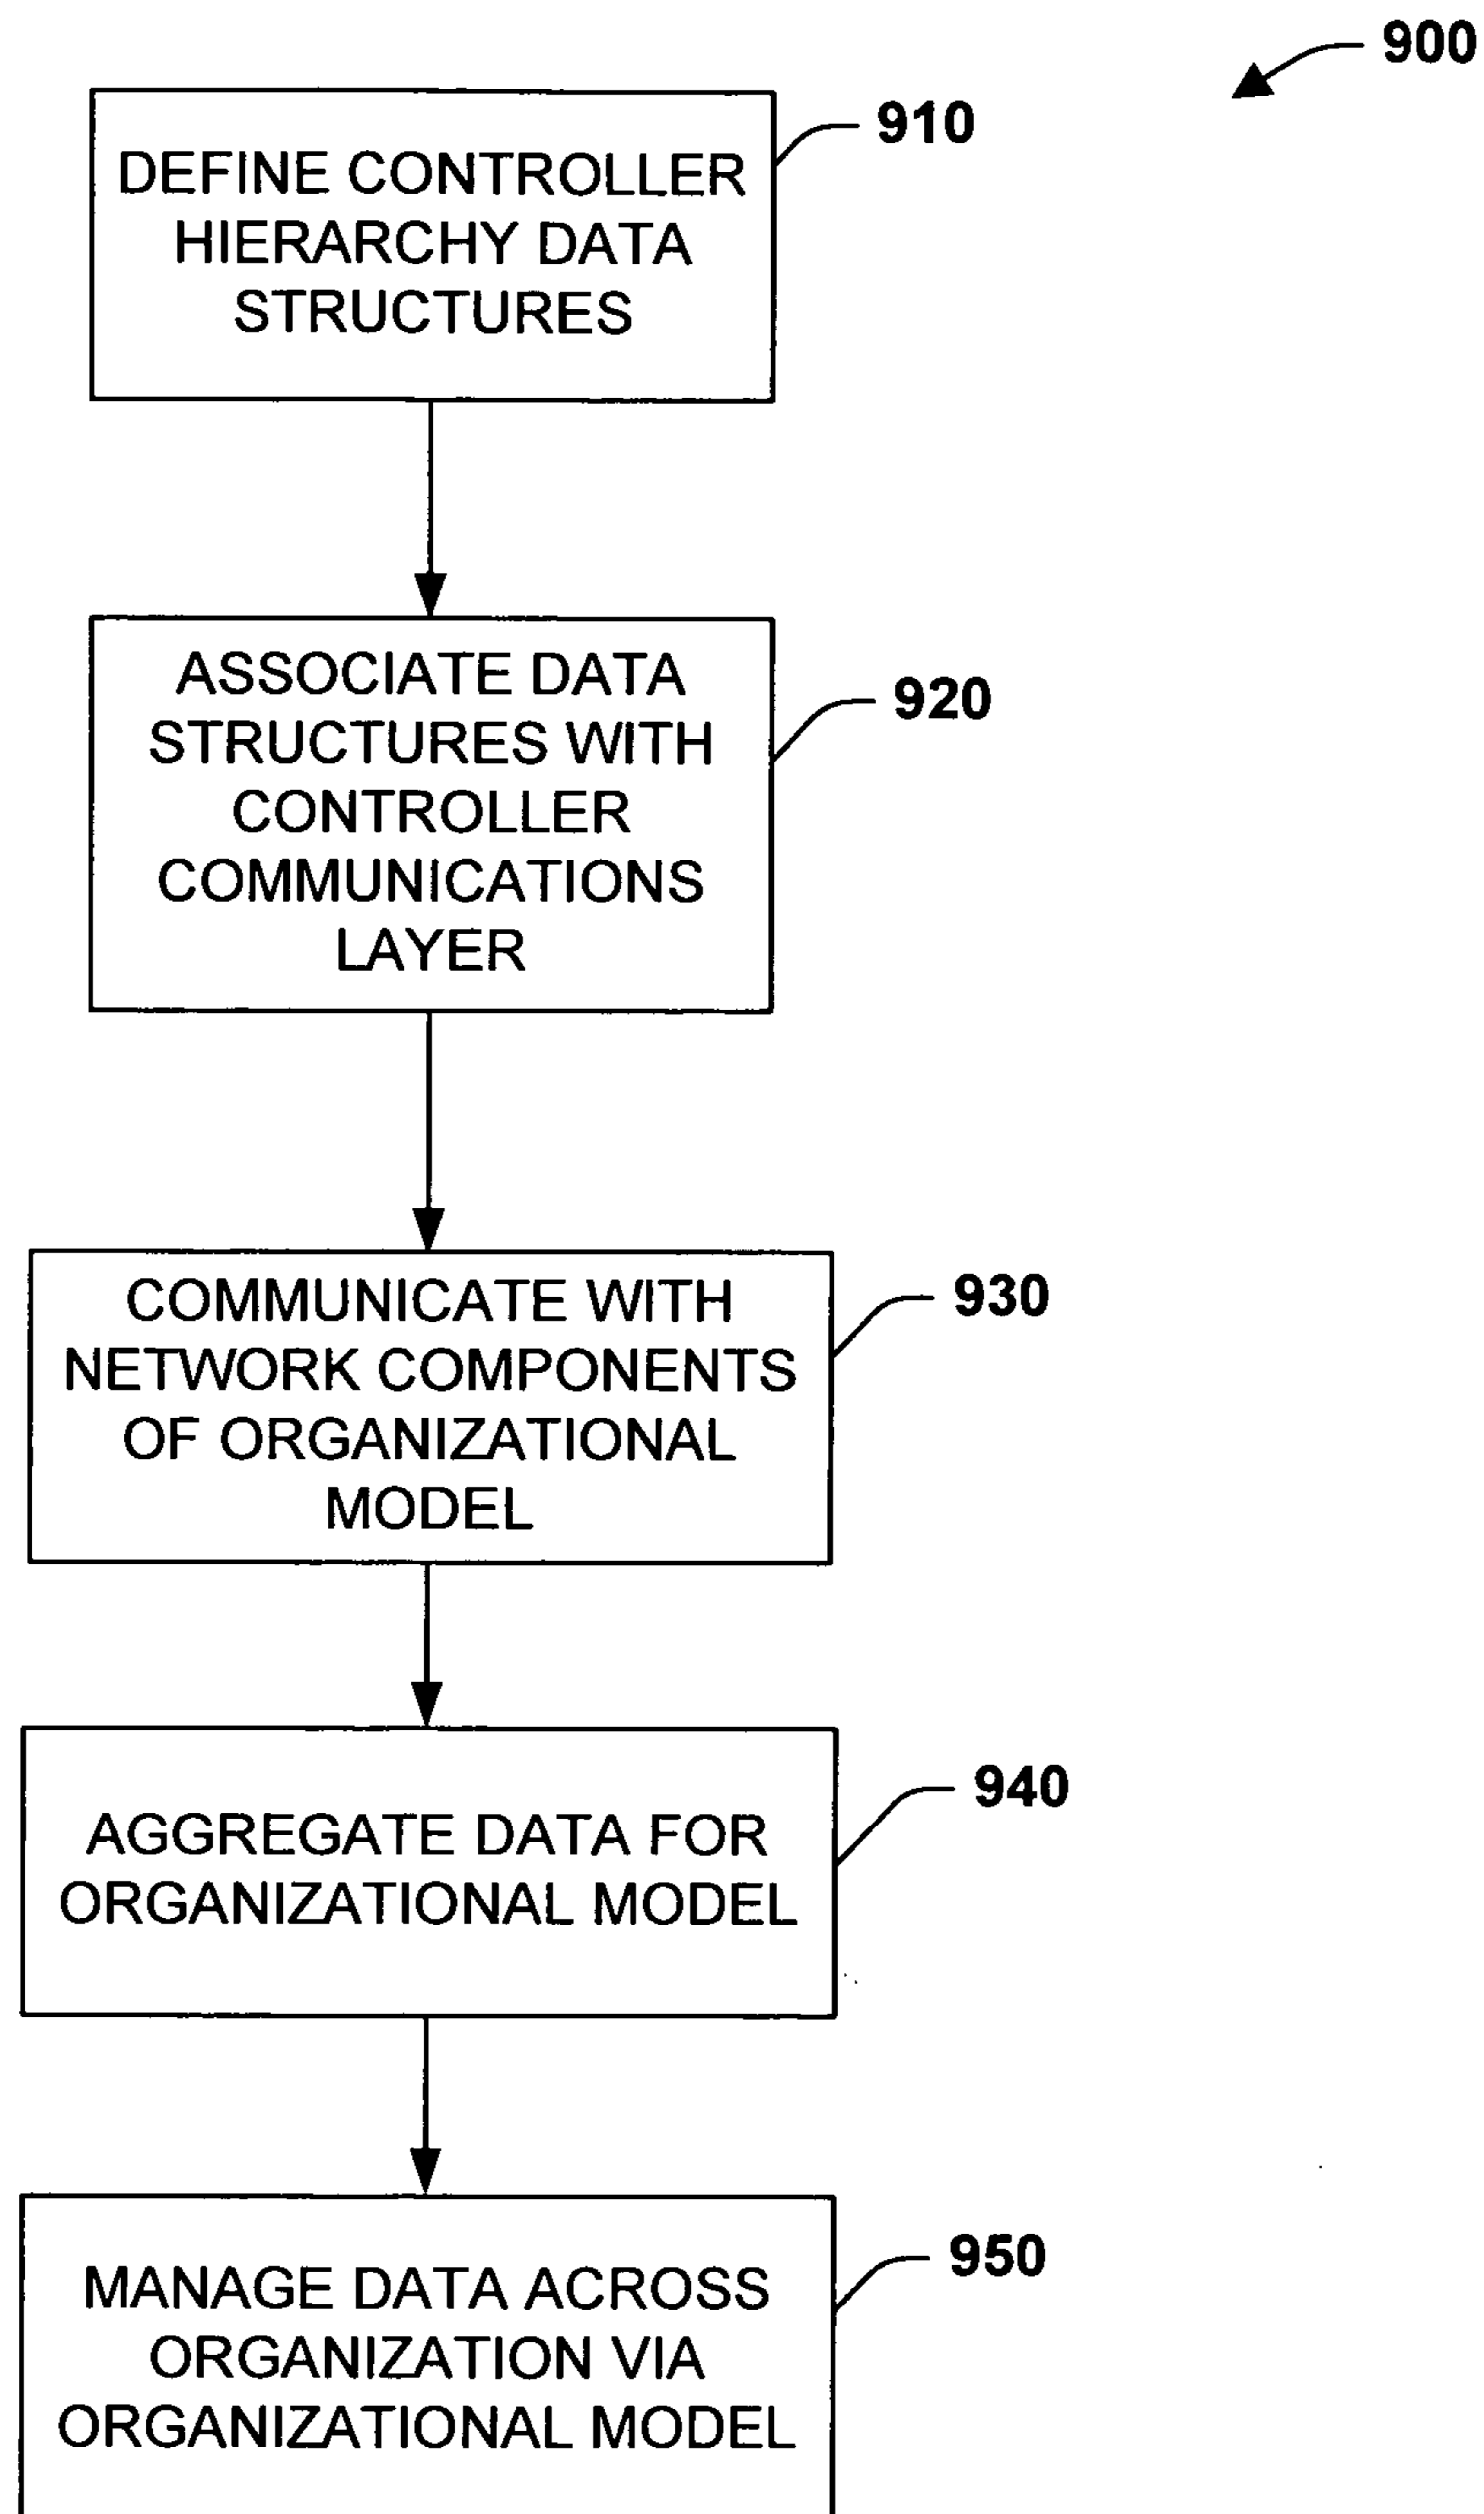 900
910
DEFINE CONTROLLER
HIERARCHY DATA
STRUCTURES
920
ASSOCIATE DATA
STRUCTURES WITH
CONTROLLER
COMMUNICATIONS
LAYER
930
COMMUNICATE WITH
NETWORK COMPONENTS
OF ORGANIZATIONAL
MODEL
940
AGGREGATE DATA FOR
ORGANIZATIONAL MODEL
950
MANAGE DATA ACROSS
ORGANIZATION VIA
ORGANIZATIONAL MODEL